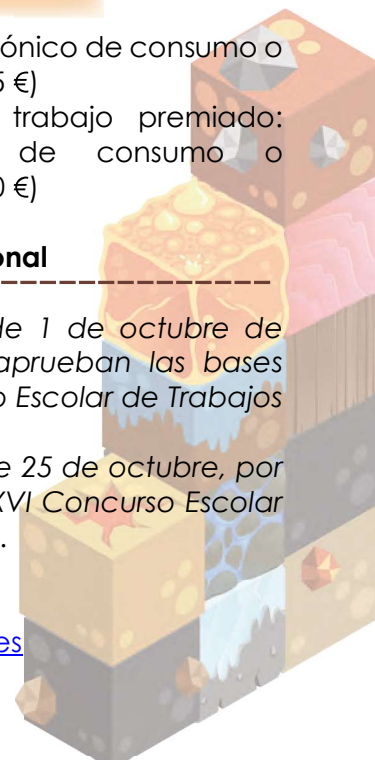 ónico de consumo o
5 €)
trabajo premiado:
de consumo o
0 €)
onal
de 1 de octubre de
aprueban las bases
o Escolar de Trabajos
e 25 de octubre, por
XVI Concurso Escolar
.
es